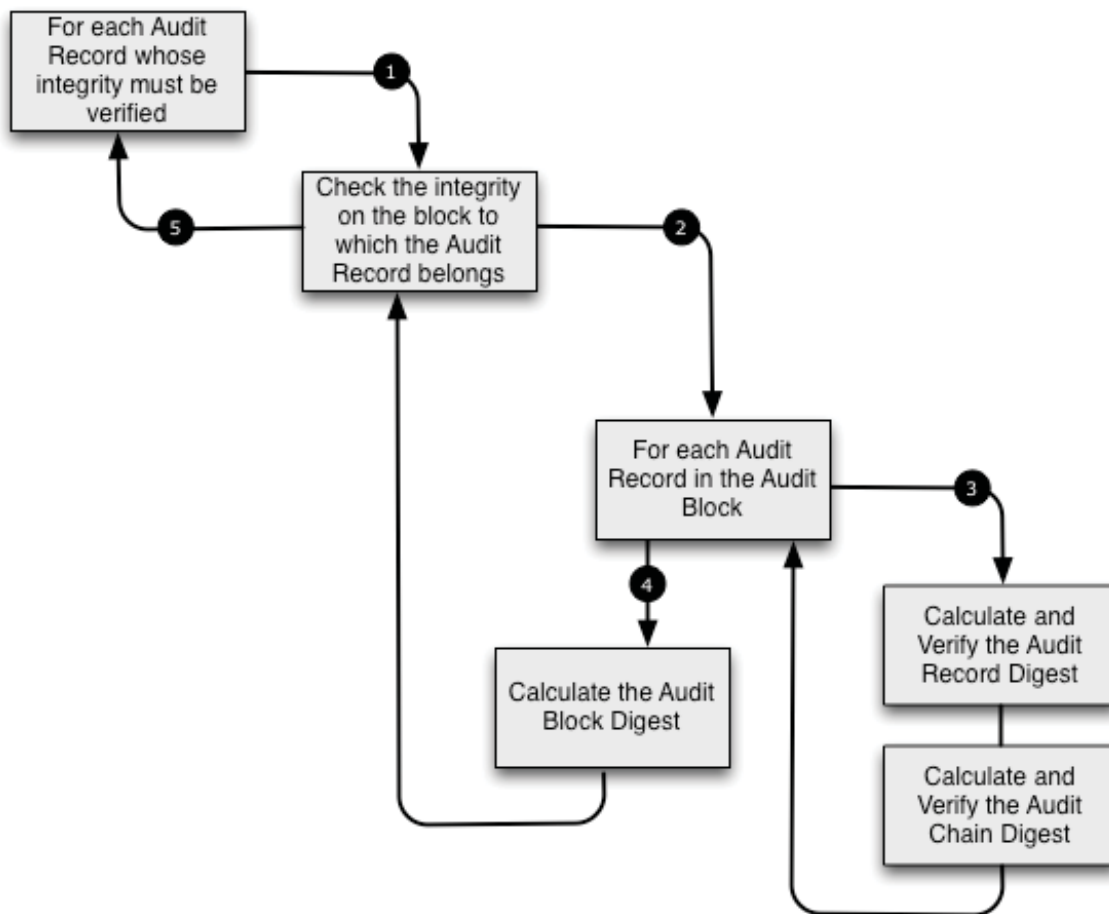 For each Audit
Record whose
integrity must be
verified
1
Check the integrity
on the block to
which the Audit
Record belongs
5
2
For each Audit
Record in the Audit
Block
3
4
Calculate and
Verify the Audit
Record Digest
Calculate the Audit
Block Digest
Calculate and
Verify the Audit
Chain Digest